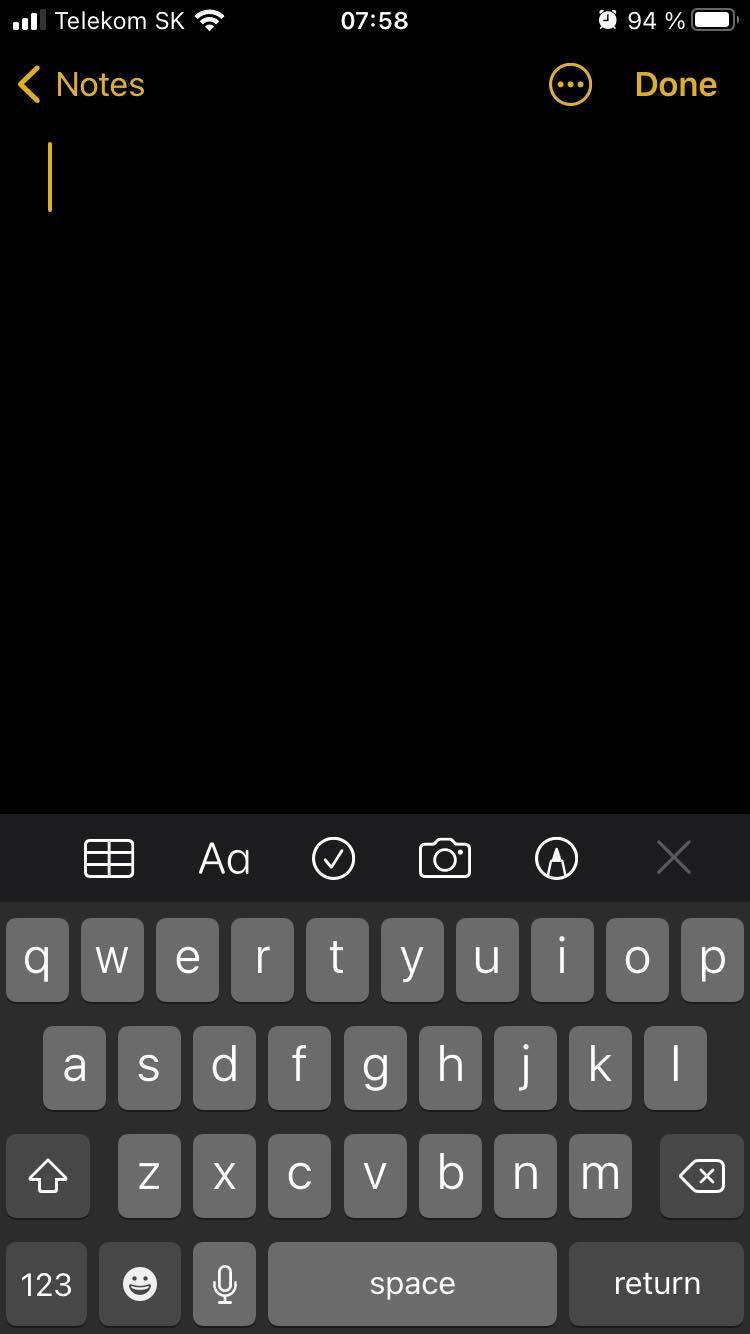 Telekom SK 07:58 94 %
Notes Done
Aa
q w e r t y u i o p
a s d f g h j k l
z x c v b n m
123 space return